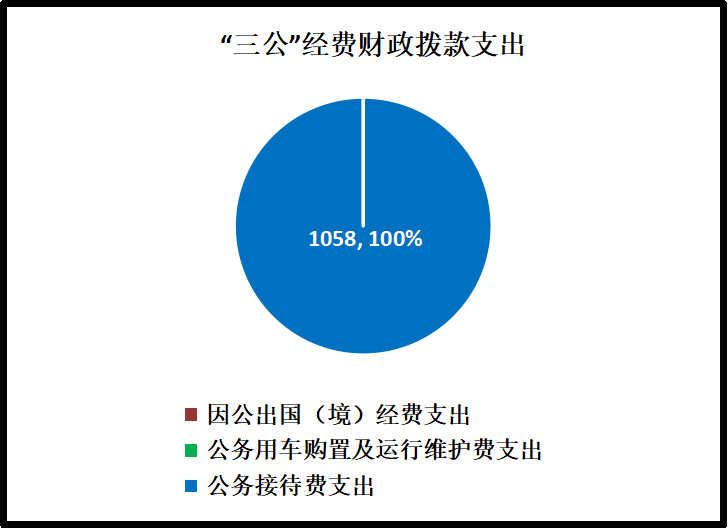 “三公”经费财政拨款支出
1058, 100%
因公出国（境）经费支出
公务用车购置及运行维护费支出
公务接待费支出